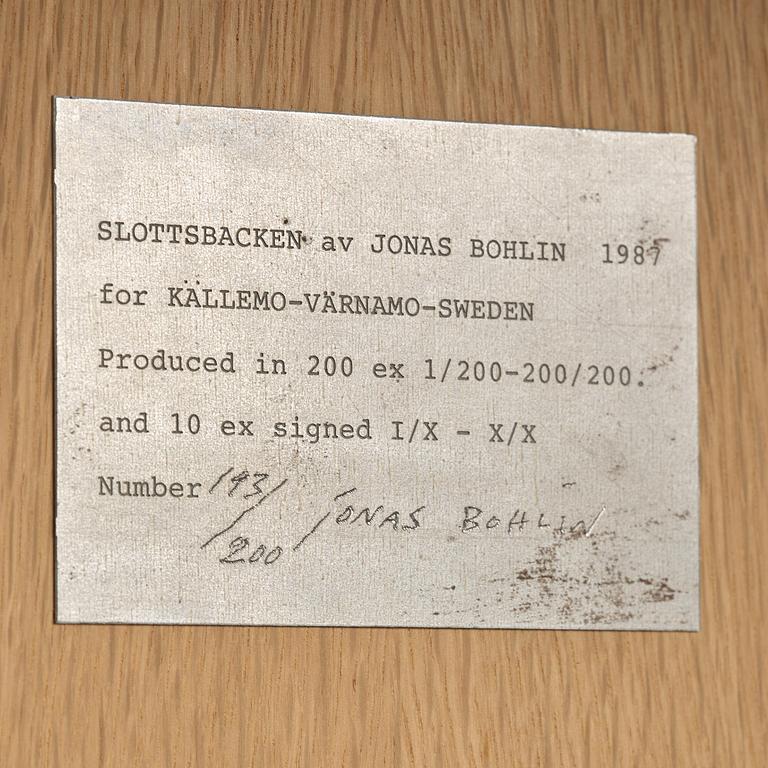 SLOTTSBACKEN av JONAS BOHLIN 1987
for KÄLLEMO-VÄRNAMO-SWEDEN
Produced in 200 ex 1/200-200/200.
and 10 ex signed I/X - X/X
Number 193/200 JONAS BOHLIN